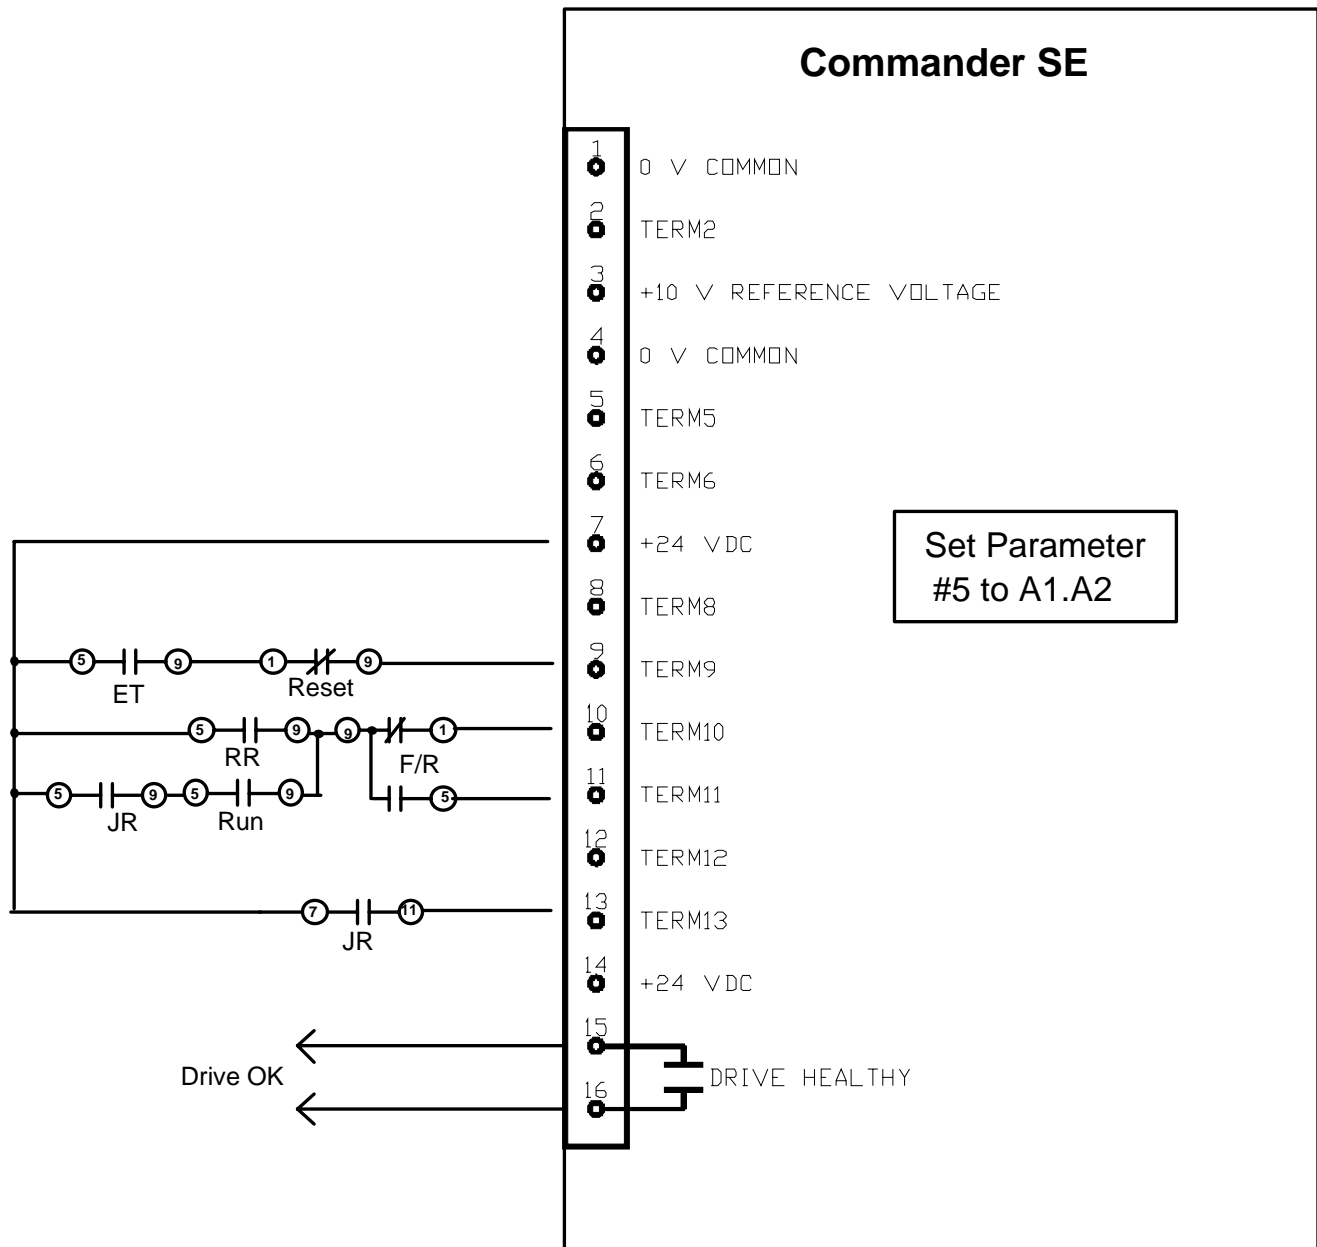 Commander SE
1
0 V COMMON
2
TERM2
3
+10 V REFERENCE VOLTAGE
4
0 V COMMON
5
TERM5
6
TERM6
7
+24 VDC
Set Parameter
#5 to A1.A2
8
TERM8
5 9 1 9
ET Reset
9
TERM9
5 9 9 1
RR F/R
10
TERM10
5 9 5 9 5
JR Run
11
TERM11
12
TERM12
7 11
JR
13
TERM13
14
+24 VDC
15
Drive OK
DRIVE HEALTHY
16